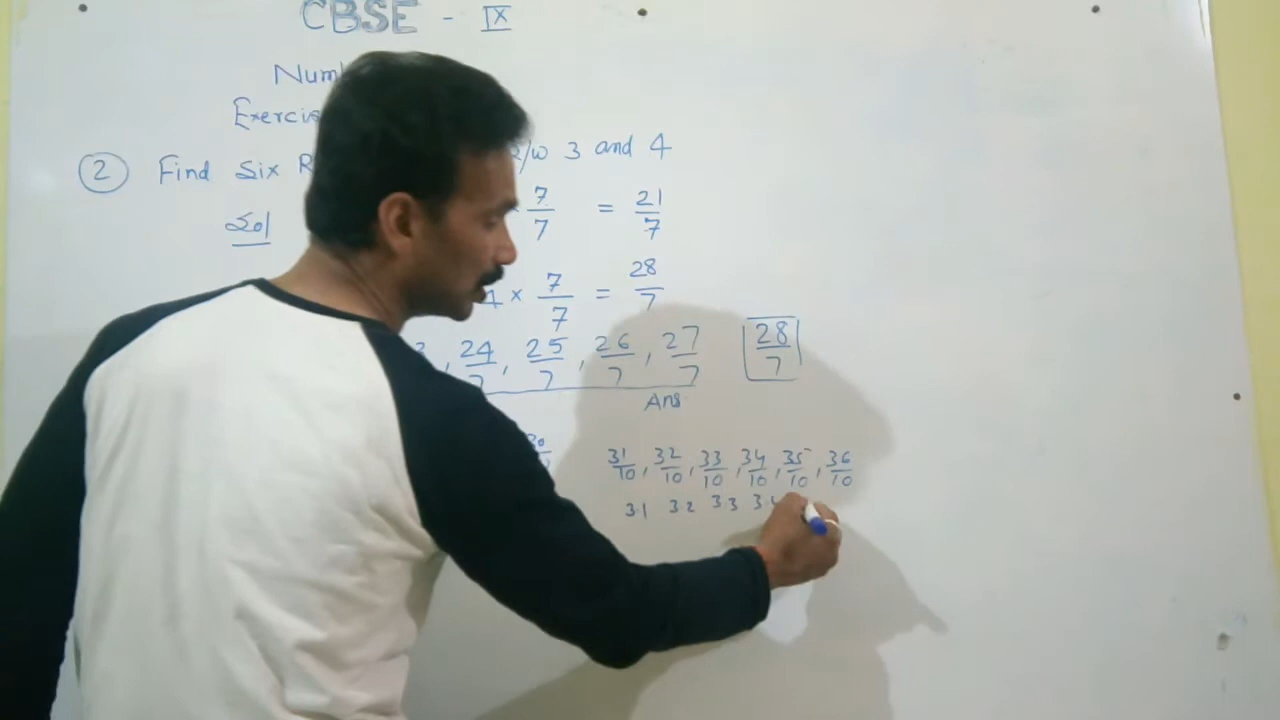 CBSE - IX
Num
Exercis
② Find Six R B/w 3 and 4
Sol × 7/7 = 21/7
4 × 7/7 = 28/7
, 24/7, 25/7, 26/7, 27/7 28/7
Ans
31/10, 32/10, 33/10, 34/10, 35/10, 36/10
3.1 3.2 3.3 3.4